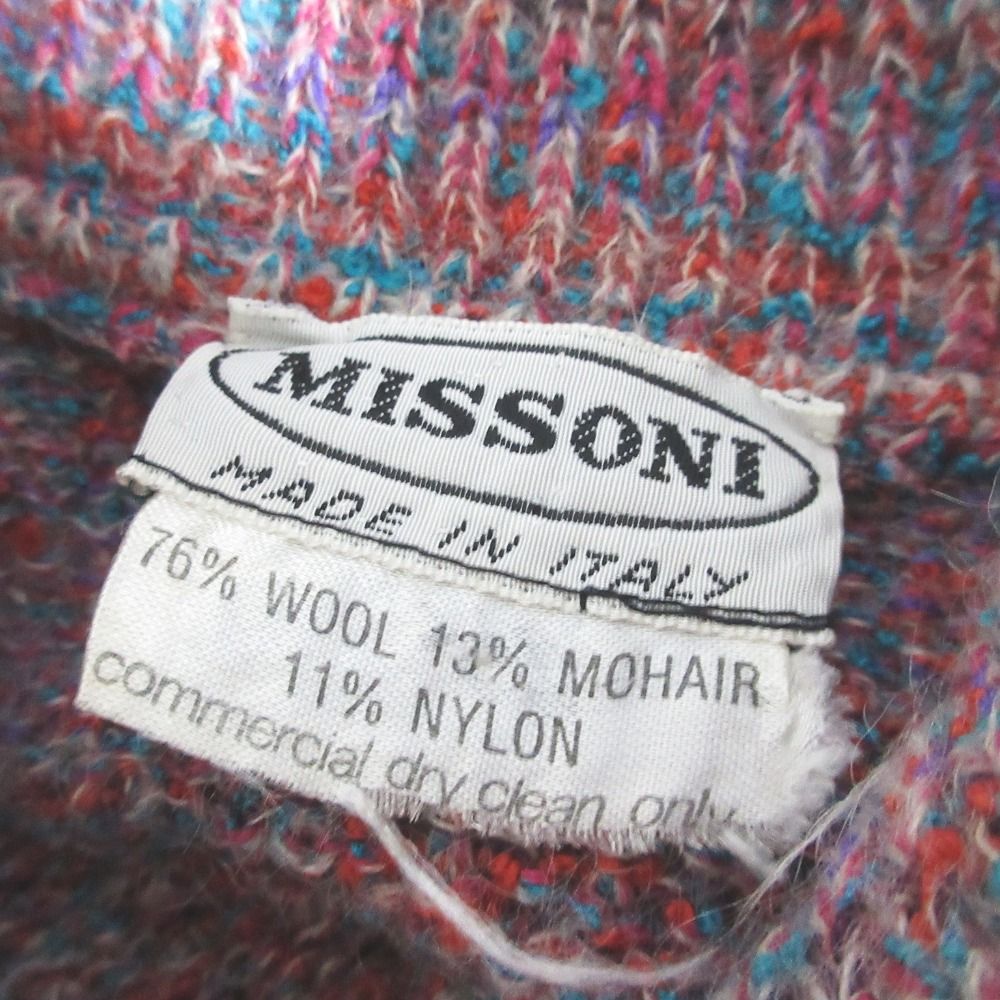 MISSONI
MADE IN ITALY
76% WOOL 13% MOHAIR
11% NYLON
commercial dry clean only